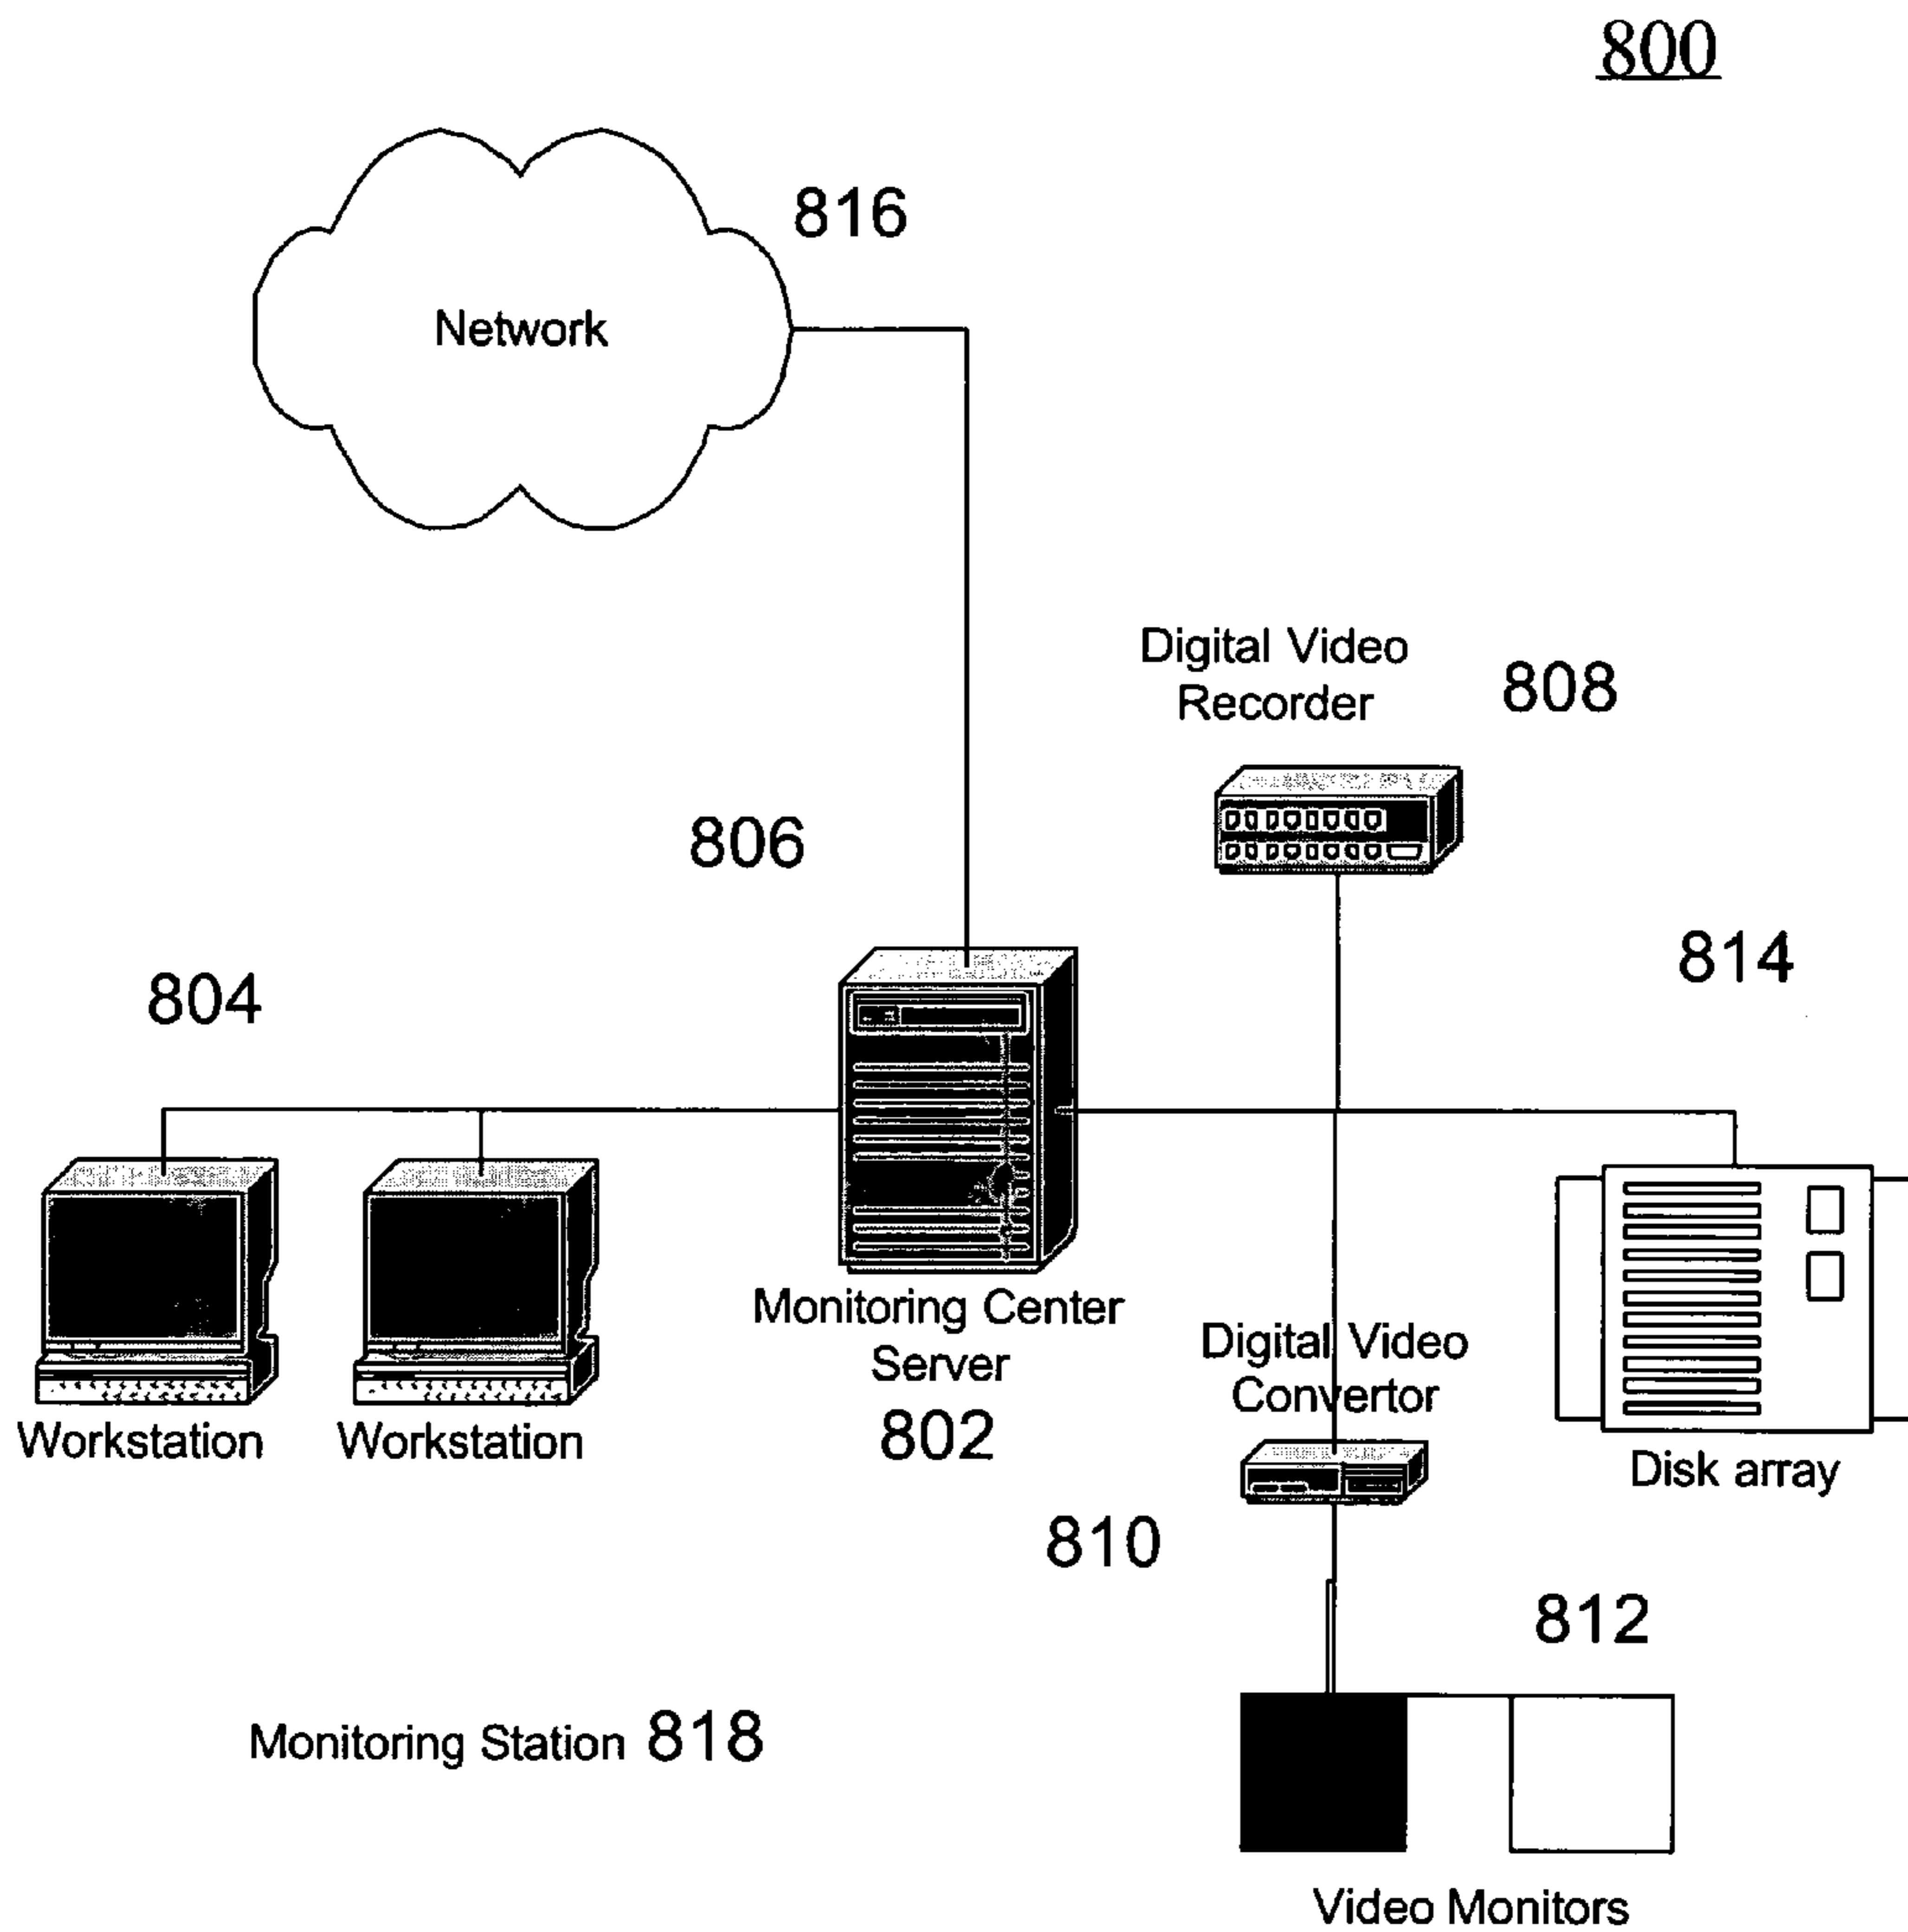 800
816
Network
Digital Video
Recorder
808
806
814
804
Monitoring Center
Server
802
Digital Video
Convertor
Workstation
Workstation
Disk array
810
812
Monitoring Station 818
Video Monitors